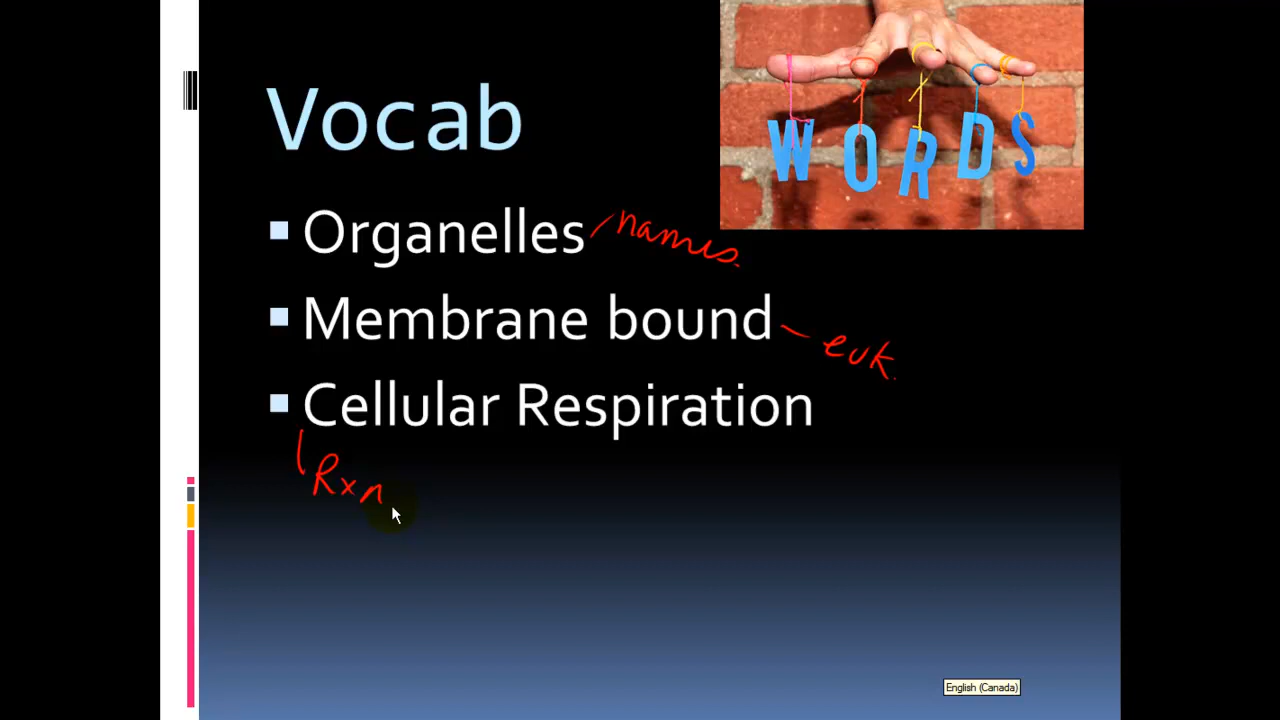 WORDS
Vocab
Organelles names.
Membrane bound - euk.
Cellular Respiration
Rxn
English (Canada)